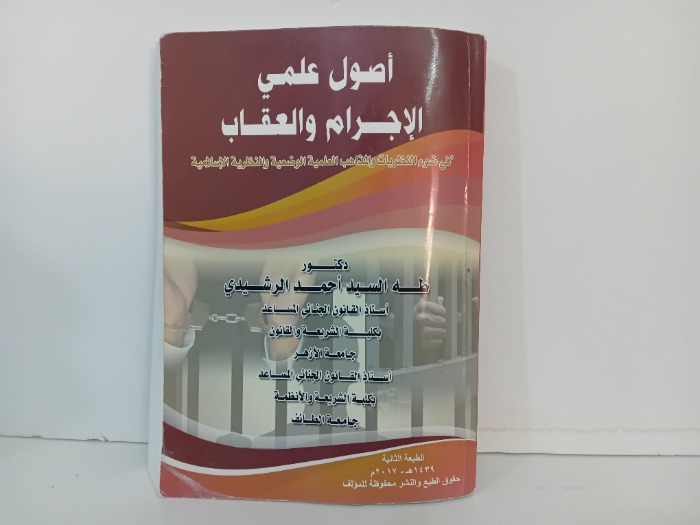 أصول علمي
الإجرام والعقاب
"في ضوء النظريات والمذاهب العلمية الوضعية والنظرية الإسلامية
دكتور
طه السيد أحمد الرشيدي
أستاذ القانون الجنائي المساعد
بكلية الشريعة والقانون
جامعة الأزهر
أستاذ القانون الجنائي المساعد
بكلية الشريعة والأنظمة
جامعة الطائف
الطبعة الثانية
١٤٣٩هـ - ٢٠١٧م
حقوق الطبع والنشر محفوظة للمؤلف